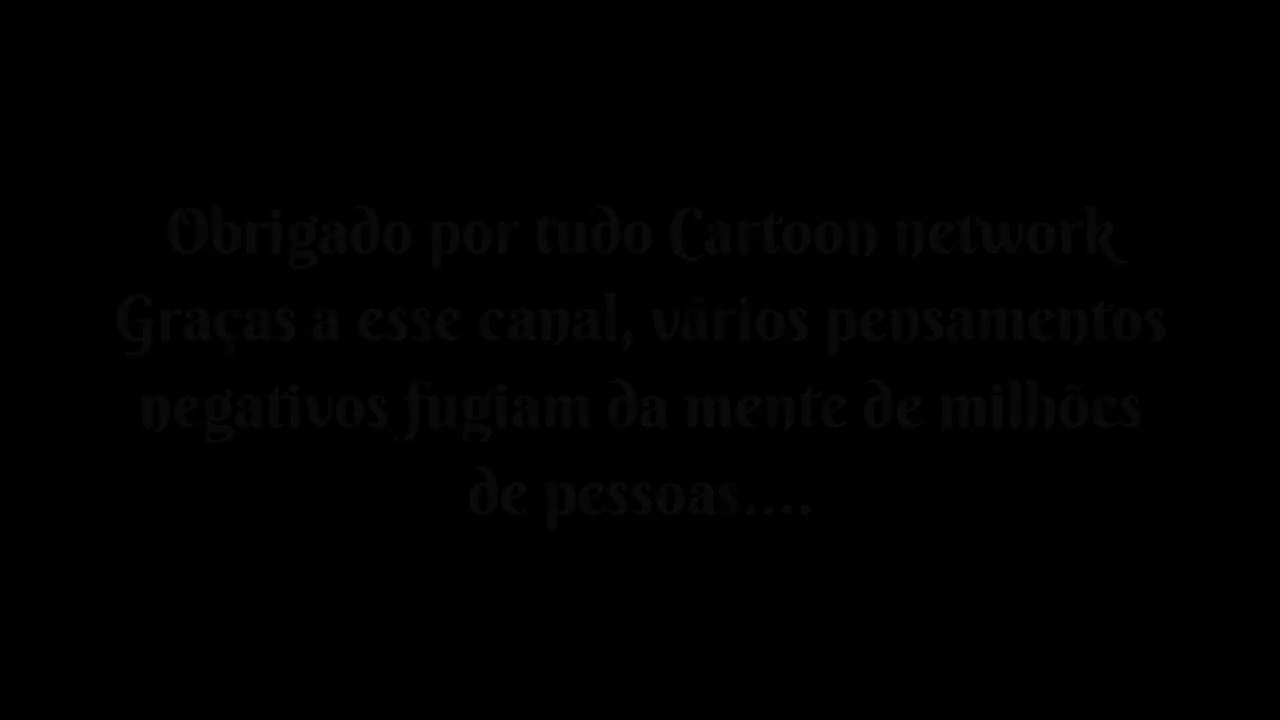 Obrigado por tudo Cartoon network
Graças a esse canal, vários pensamentos
negativos fugiam da mente de milhões
de pessoas....